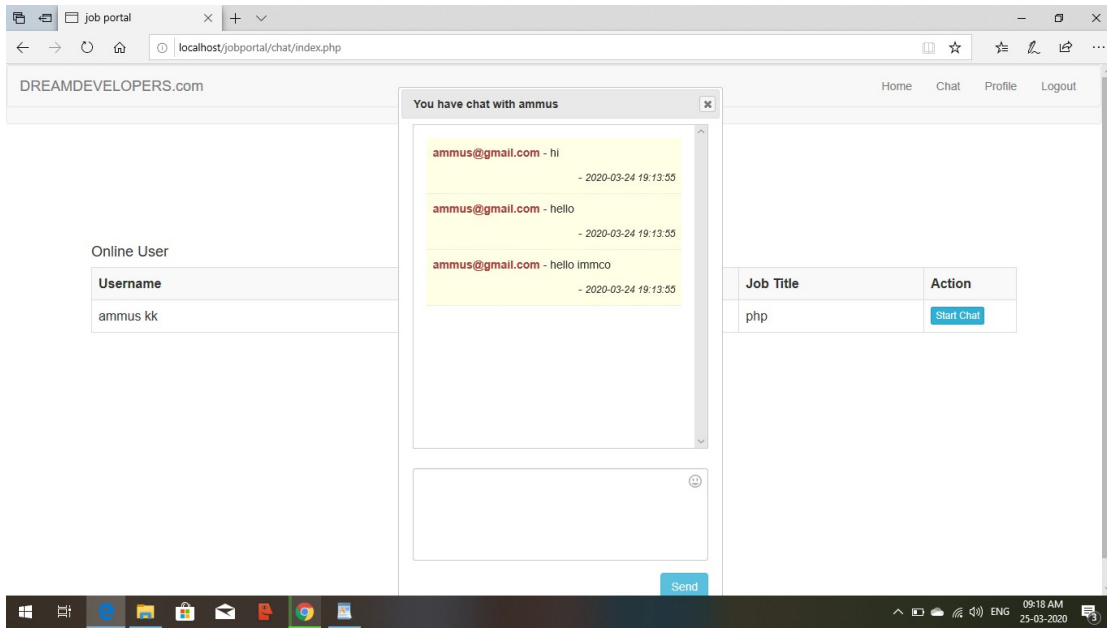 job portal
localhost/jobportal/chat/index.php
DREAMDEVELOPERS.com
Home Chat Profile Logout
You have chat with ammus
ammus@gmail.com - hi
- 2020-03-24 19:13:55
ammus@gmail.com - hello
- 2020-03-24 19:13:55
ammus@gmail.com - hello immco
- 2020-03-24 19:13:55
Online User
Username Job Title Action
ammus kk php Start Chat
Send
ENG 09:18 AM
25-03-2020
3